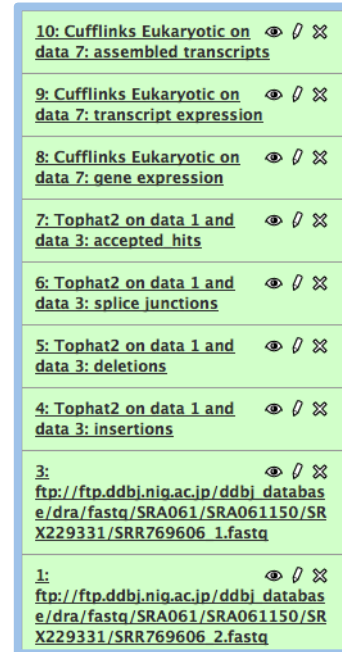 10: Cufflinks Eukaryotic on
data 7: assembled transcripts
9: Cufflinks Eukaryotic on
data 7: transcript expression
8: Cufflinks Eukaryotic on
data 7: gene expression
7: Tophat2 on data 1 and
data 3: accepted_hits
6: Tophat2 on data 1 and
data 3: splice junctions
5: Tophat2 on data 1 and
data 3: deletions
4: Tophat2 on data 1 and
data 3: insertions
3:
ftp://ftp.ddbj.nig.ac.jp/ddbj_databas
e/dra/fastq/SRA061/SRA061150/SR
X229331/SRR769606_1.fastq
1:
ftp://ftp.ddbj.nig.ac.jp/ddbj_databas
e/dra/fastq/SRA061/SRA061150/SR
X229331/SRR769606_2.fastq